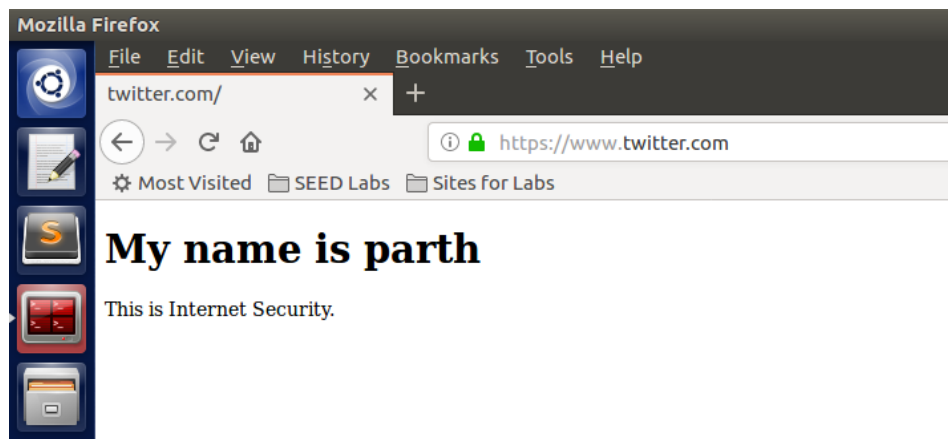 Mozilla Firefox
File Edit View History Bookmarks Tools Help
twitter.com/
https://www.twitter.com
Most Visited SEED Labs Sites for Labs
My name is parth
This is Internet Security.